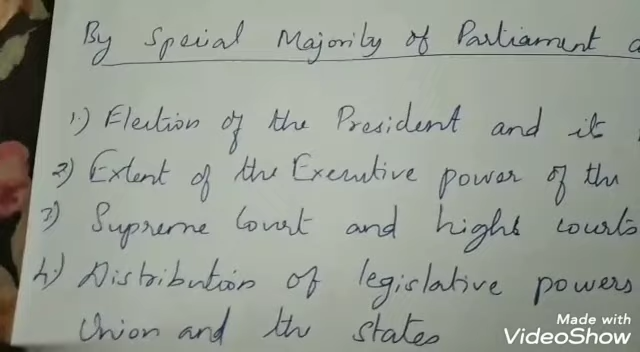 By Special Majority of Parliament a
1.) Election of the President and it
2) Extent of the Executive power of the
3) Supreme Court and high courts
4.) Distribution of legislative powers
Union and the states
Made with
VideoShow